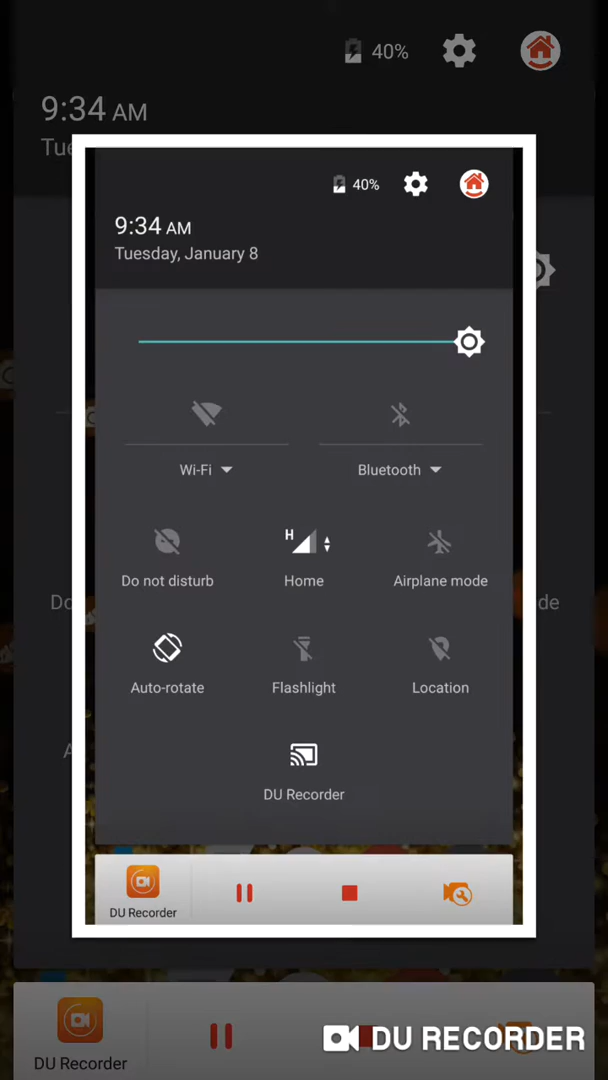 40%
9:34 AM
Tue
40%
9:34 AM
Tuesday, January 8
Wi-Fi
Bluetooth
Do not disturb
H
Home
Airplane mode
Do
de
Auto-rotate
Flashlight
Location
A
DU Recorder
DU Recorder
DU RECORDER
DU Recorder